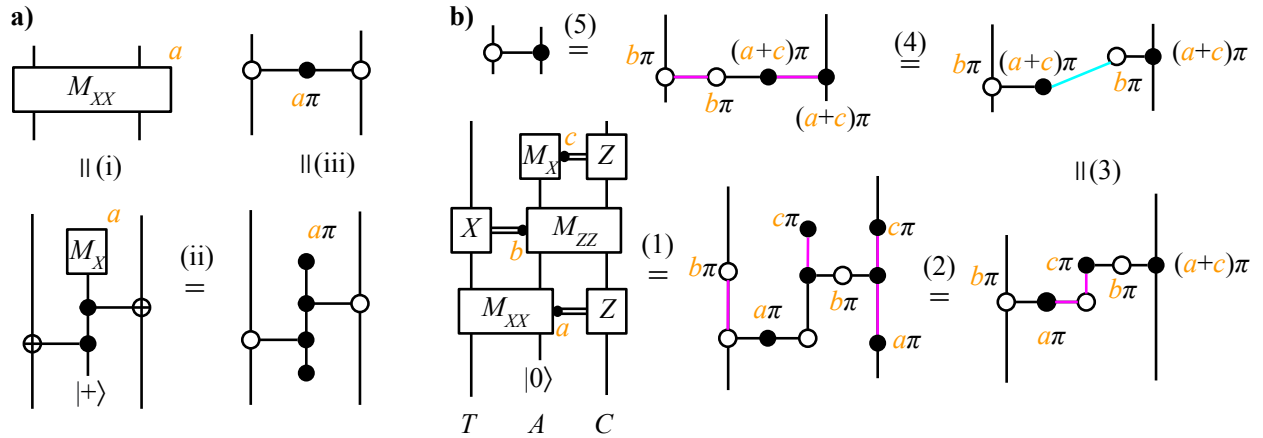 a)
a
M_XX
aπ
|| (i)
|| (iii)
a
M_X
(ii)
=
aπ
|+⟩
b)
(5)
=
bπ
(a+c)π
bπ
(a+c)π
(4)
=
bπ
(a+c)π
bπ
(a+c)π
c
M_X
Z
X
b
M_ZZ
M_XX
a
Z
|0⟩
T A C
(1)
=
cπ
cπ
bπ
bπ
aπ
aπ
(2)
=
|| (3)
bπ
cπ
bπ
aπ
(a+c)π